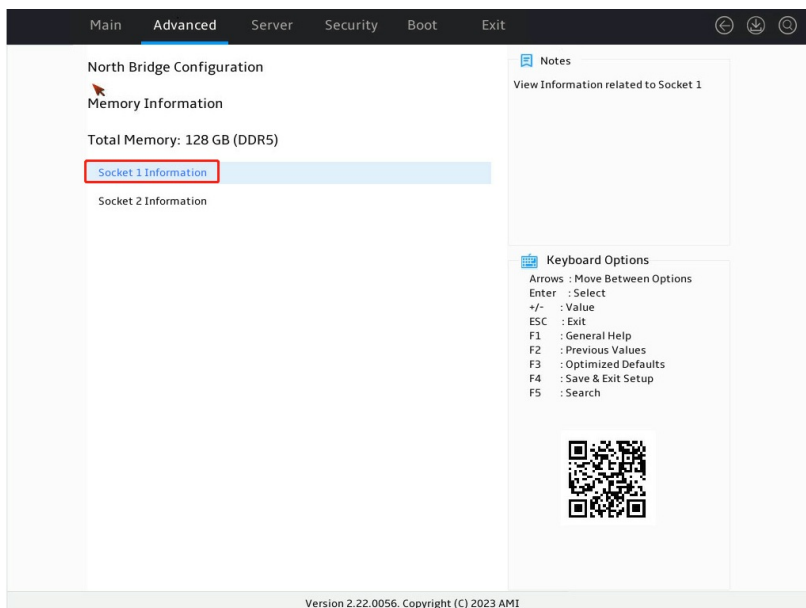 Main Advanced Server Security Boot Exit
North Bridge Configuration
Memory Information
Total Memory: 128 GB (DDR5)
Socket 1 Information
Socket 2 Information
Notes
View Information related to Socket 1
Keyboard Options
Arrows : Move Between Options
Enter : Select
+/- : Value
ESC : Exit
F1 : General Help
F2 : Previous Values
F3 : Optimized Defaults
F4 : Save & Exit Setup
F5 : Search
Version 2.22.0056. Copyright (C) 2023 AMI